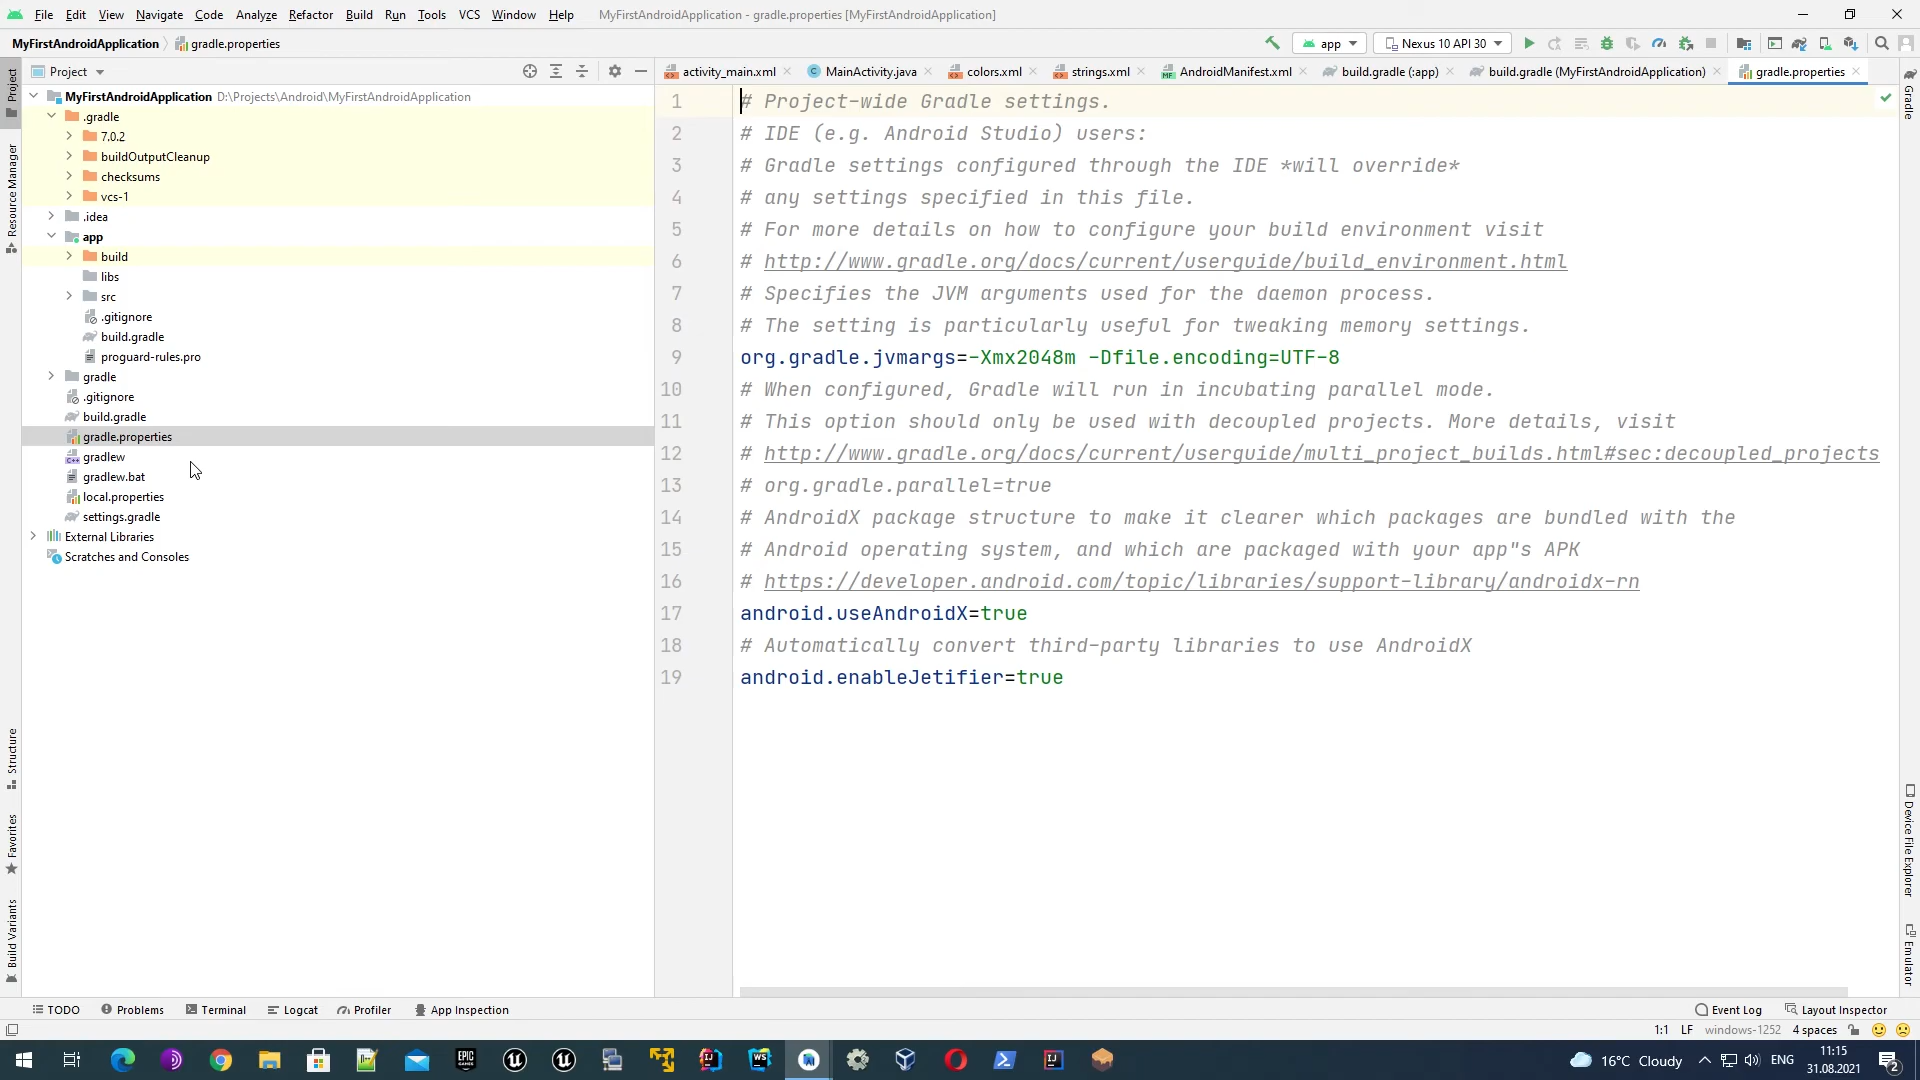 File Edit View Navigate Code Analyze Refactor Build Run Tools VCS Window Help MyFirstAndroidApplication - gradle.properties [MyFirstAndroidApplication]
MyFirstAndroidApplication gradle.properties app Nexus 10 API 30
Project
activity_main.xml MainActivity.java colors.xml strings.xml AndroidManifest.xml build.gradle (:app) build.gradle (MyFirstAndroidApplication) gradle.properties
Project
Resource Manager
Structure
Favorites
Build Variants
MyFirstAndroidApplication D:\Projects\Android\MyFirstAndroidApplication
.gradle
7.0.2
buildOutputCleanup
checksums
vcs-1
.idea
app
build
libs
src
.gitignore
build.gradle
proguard-rules.pro
gradle
.gitignore
build.gradle
gradle.properties
gradlew
gradlew.bat
local.properties
settings.gradle
External Libraries
Scratches and Consoles
1 # Project-wide Gradle settings.
2 # IDE (e.g. Android Studio) users:
3 # Gradle settings configured through the IDE *will override*
4 # any settings specified in this file.
5 # For more details on how to configure your build environment visit
6 # http://www.gradle.org/docs/current/userguide/build_environment.html
7 # Specifies the JVM arguments used for the daemon process.
8 # The setting is particularly useful for tweaking memory settings.
9 org.gradle.jvmargs=-Xmx2048m -Dfile.encoding=UTF-8
10 # When configured, Gradle will run in incubating parallel mode.
11 # This option should only be used with decoupled projects. More details, visit
12 # http://www.gradle.org/docs/current/userguide/multi_project_builds.html#sec:decoupled_projects
13 # org.gradle.parallel=true
14 # AndroidX package structure to make it clearer which packages are bundled with the
15 # Android operating system, and which are packaged with your app"s APK
16 # https://developer.android.com/topic/libraries/support-library/androidx-rn
17 android.useAndroidX=true
18 # Automatically convert third-party libraries to use AndroidX
19 android.enableJetifier=true
Gradle
Device File Explorer
Emulator
TODO Problems Terminal Logcat Profiler App Inspection Event Log Layout Inspector
1:1 LF windows-1252 4 spaces
16°C Cloudy ENG 11:15
31.08.2021 2